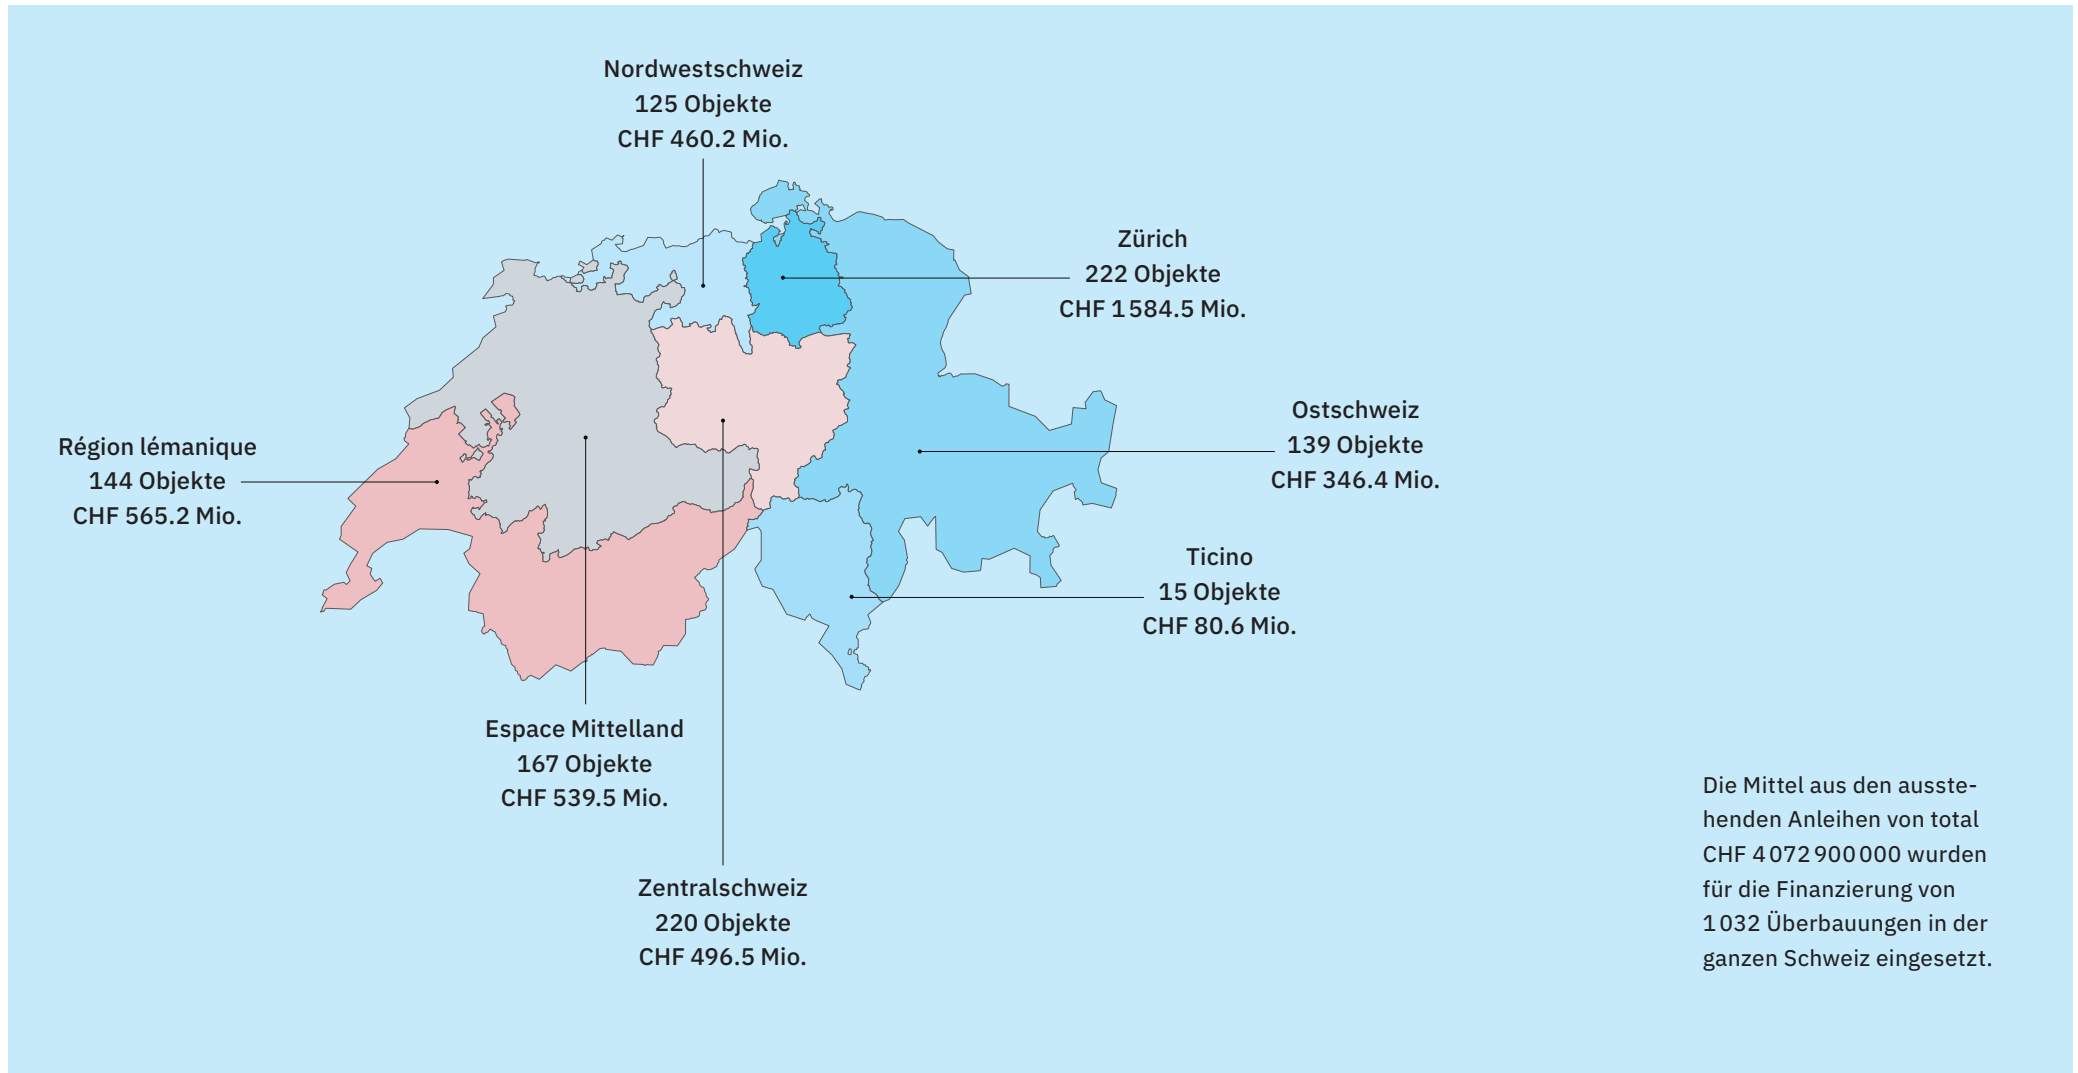 Nordwestschweiz
125 Objekte
CHF 460.2 Mio.
Zürich
222 Objekte
CHF 1 584.5 Mio.
Ostschweiz
139 Objekte
CHF 346.4 Mio.
Région lémanique
144 Objekte
CHF 565.2 Mio.
Ticino
15 Objekte
CHF 80.6 Mio.
Espace Mittelland
167 Objekte
CHF 539.5 Mio.
Zentralschweiz
220 Objekte
CHF 496.5 Mio.
Die Mittel aus den ausste-
henden Anleihen von total
CHF 4 072 900 000 wurden
für die Finanzierung von
1 032 Überbauungen in der
ganzen Schweiz eingesetzt.